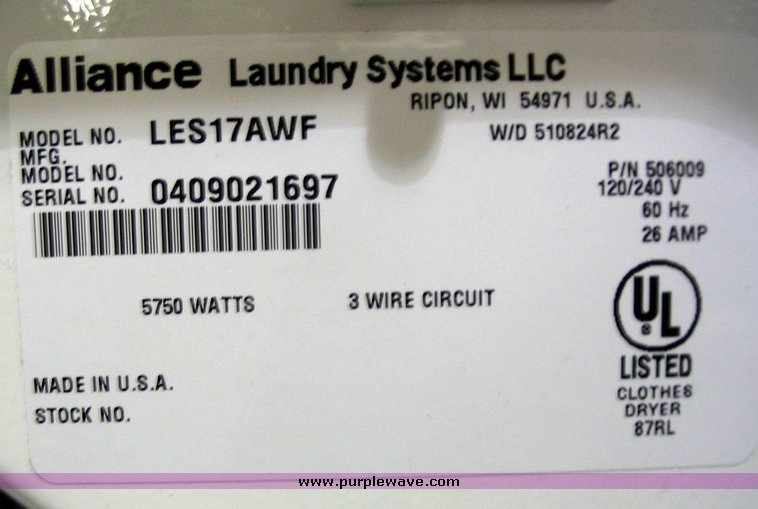 Alliance Laundry Systems LLC
RIPON, WI 54971 U.S.A.
MODEL NO. LES17AWF W/D 510824R2
MFG.
MODEL NO. P/N 506009
SERIAL NO. 0409021697 120/240 V
60 Hz
26 AMP
5750 WATTS 3 WIRE CIRCUIT
UL
®
LISTED
MADE IN U.S.A.
CLOTHES
STOCK NO. DRYER
87RL
www.purplewave.com